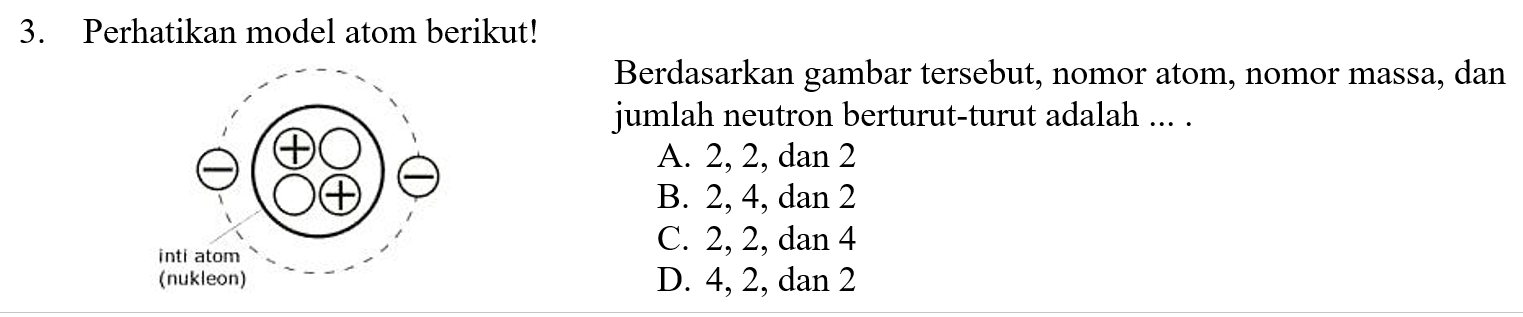 3. Perhatikan model atom berikut!
inti atom
(nukleon)
Berdasarkan gambar tersebut, nomor atom, nomor massa, dan
jumlah neutron berturut-turut adalah ... .
A. 2, 2, dan 2
B. 2, 4, dan 2
C. 2, 2, dan 4
D. 4, 2, dan 2